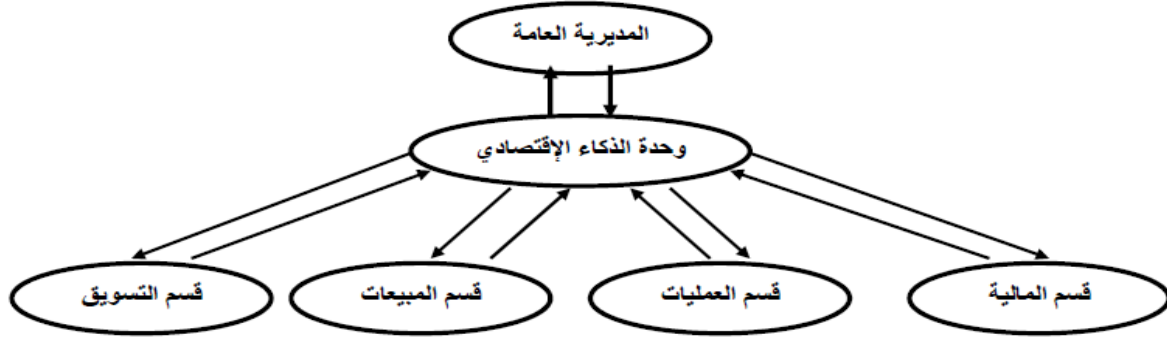 المديرية العامة
وحدة الذكاء الإقتصادي
قسم المالية
قسم العمليات
قسم المبيعات
قسم التسويق